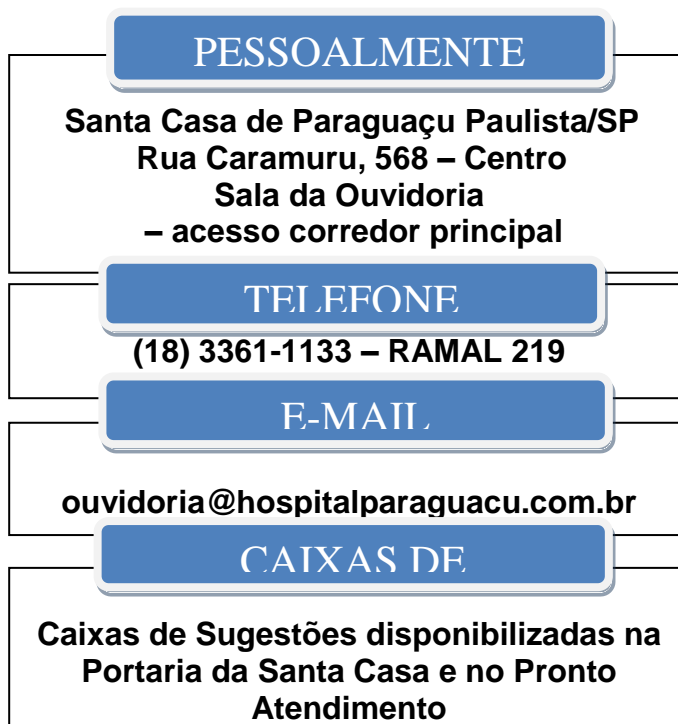 PESSOALMENTE
Santa Casa de Paraguaçu Paulista/SP
Rua Caramuru, 568 – Centro
Sala da Ouvidoria
– acesso corredor principal
TELEFONE
(18) 3361-1133 – RAMAL 219
E-MAIL
ouvidoria@hospitalparaguacu.com.br
CAIXAS DE
Caixas de Sugestões disponibilizadas na
Portaria da Santa Casa e no Pronto
Atendimento